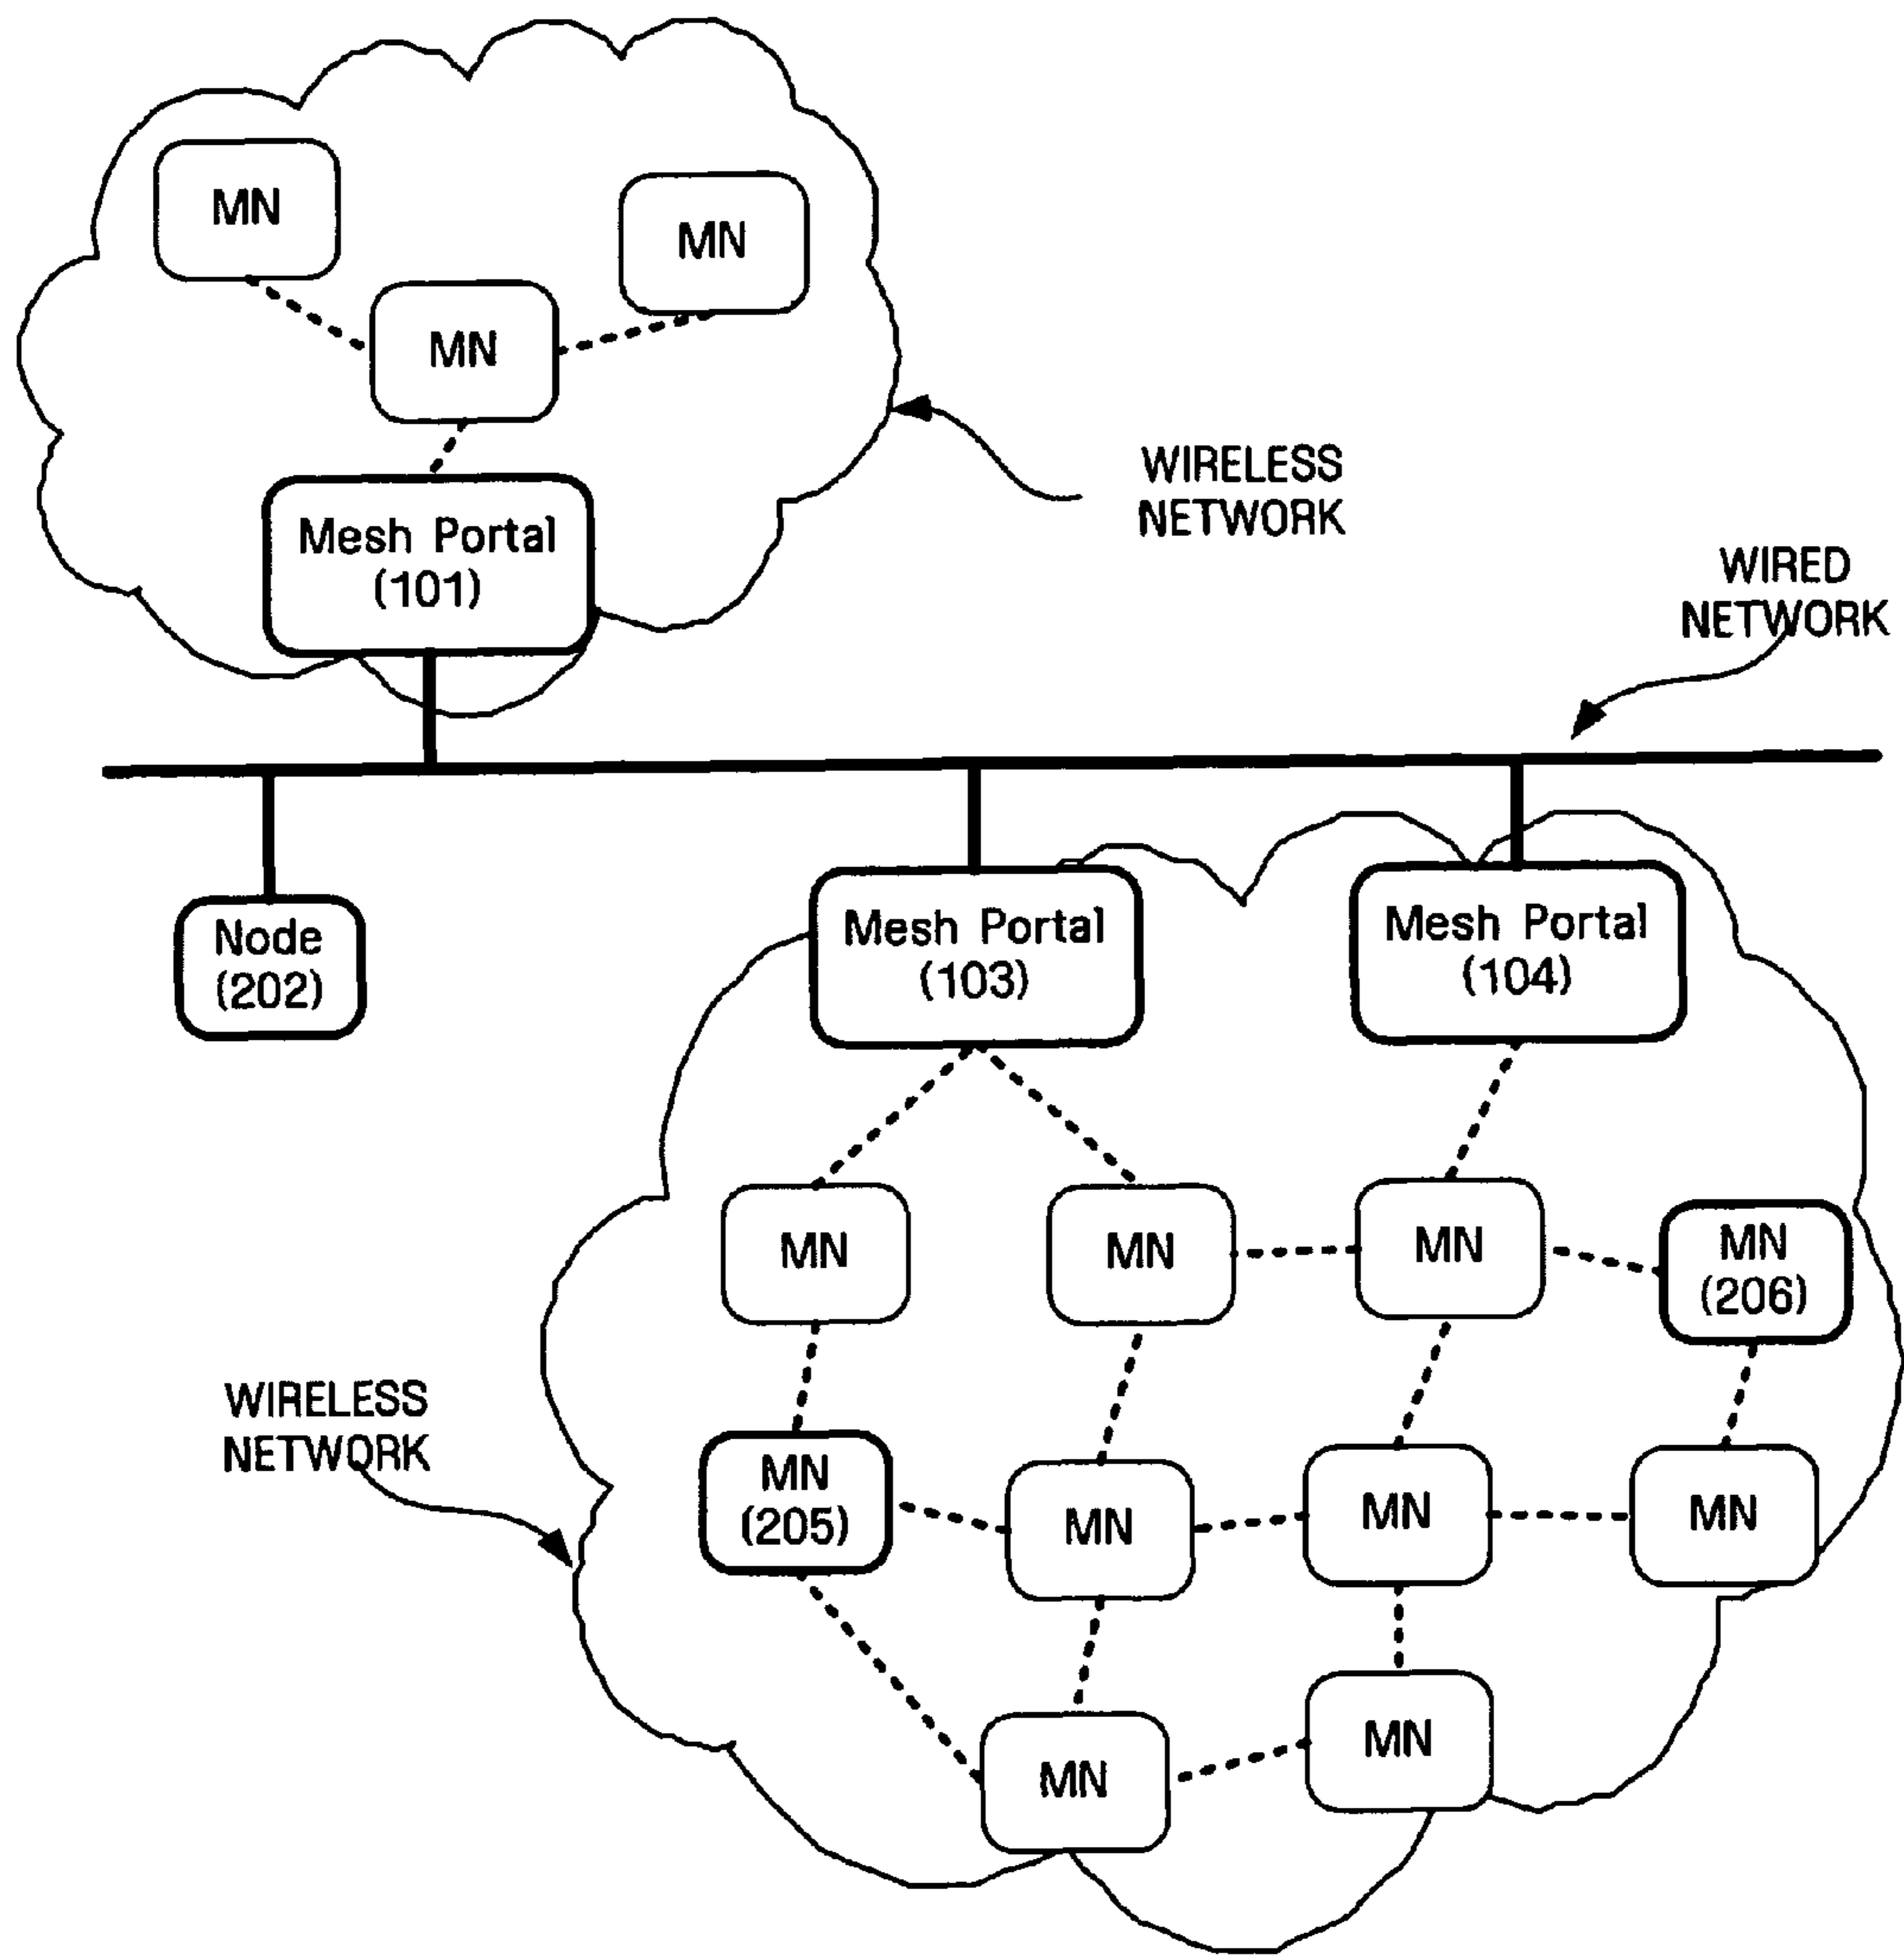 MN
MN
MN
Mesh Portal
(101)
WIRELESS
NETWORK
WIRED
NETWORK
Node
(202)
Mesh Portal
(103)
Mesh Portal
(104)
MN
MN
MN
MN
(206)
WIRELESS
NETWORK
MN
(205)
MN
MN
MN
MN
MN